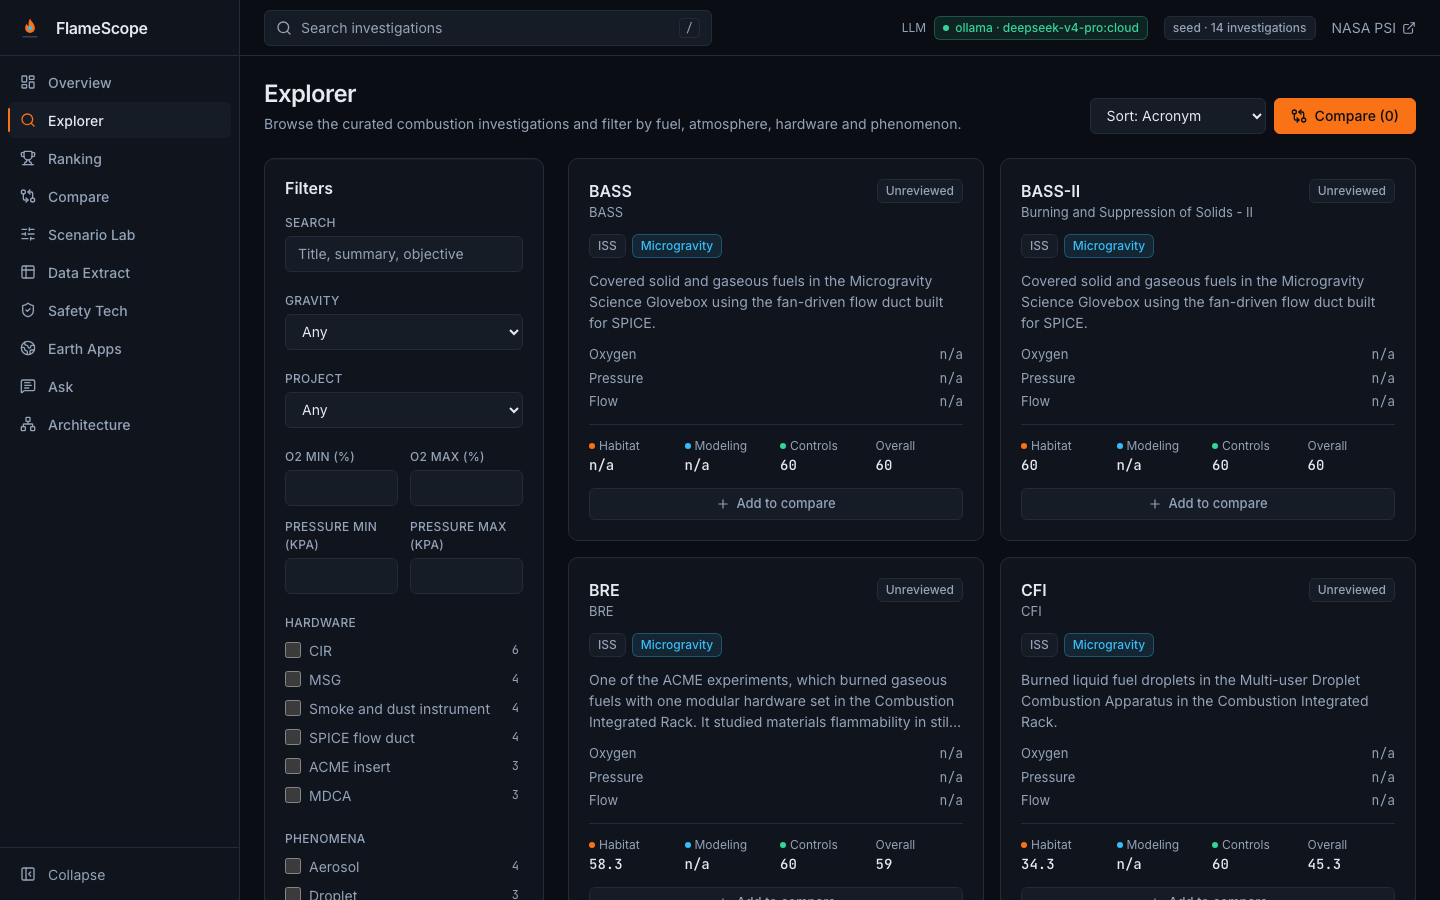 FlameScope
Search investigations /
LLM ollama · deepseek-v4-pro:cloud seed · 14 investigations NASA PSI
Overview
Explorer
Ranking
Compare
Scenario Lab
Data Extract
Safety Tech
Earth Apps
Ask
Architecture
Collapse
Explorer
Browse the curated combustion investigations and filter by fuel, atmosphere, hardware and phenomenon.
Sort: Acronym
Compare (0)
Filters
SEARCH
Title, summary, objective
GRAVITY
Any
PROJECT
Any
O2 MIN (%) O2 MAX (%)
PRESSURE MIN (KPA) PRESSURE MAX (KPA)
HARDWARE
CIR 6
MSG 4
Smoke and dust instrument 4
SPICE flow duct 4
ACME insert 3
MDCA 3
PHENOMENA
Aerosol 4
Droplet 3
BASS Unreviewed
BASS
ISS Microgravity
Covered solid and gaseous fuels in the Microgravity
Science Glovebox using the fan-driven flow duct built
for SPICE.
Oxygen n/a
Pressure n/a
Flow n/a
Habitat Modeling Controls Overall
n/a n/a 60 60
Add to compare
BASS-II Unreviewed
Burning and Suppression of Solids - II
ISS Microgravity
Covered solid and gaseous fuels in the Microgravity
Science Glovebox using the fan-driven flow duct built
for SPICE.
Oxygen n/a
Pressure n/a
Flow n/a
Habitat Modeling Controls Overall
60 n/a 60 60
Add to compare
BRE Unreviewed
BRE
ISS Microgravity
One of the ACME experiments, which burned gaseous
fuels with one modular hardware set in the Combustion
Integrated Rack. It studied materials flammability in stil...
Oxygen n/a
Pressure n/a
Flow n/a
Habitat Modeling Controls Overall
58.3 n/a 60 59
Add to compare
CFI Unreviewed
CFI
ISS Microgravity
Burned liquid fuel droplets in the Multi-user Droplet
Combustion Apparatus in the Combustion Integrated
Rack.
Oxygen n/a
Pressure n/a
Flow n/a
Habitat Modeling Controls Overall
34.3 n/a 60 45.3
Add to compare